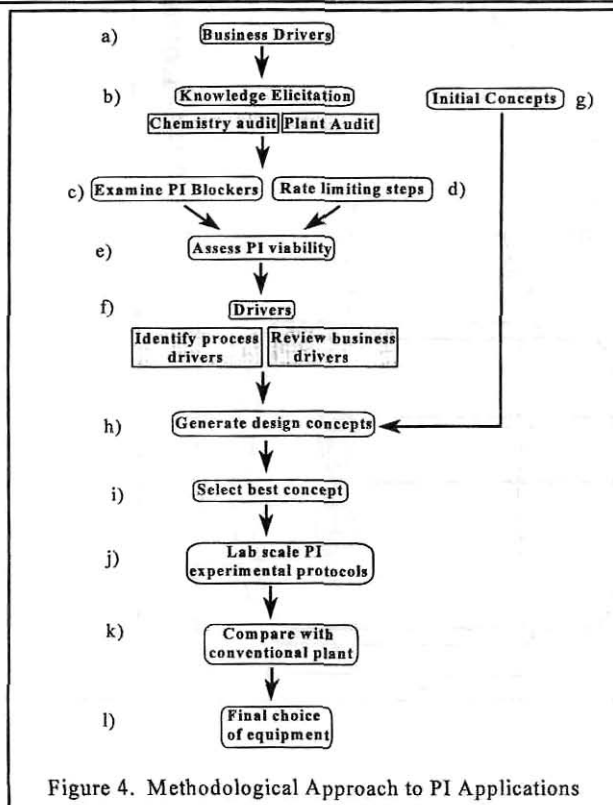 a) Business Drivers
b) Knowledge Elicitation
Initial Concepts g)
Chemistry audit Plant Audit
c) Examine PI Blockers Rate limiting steps d)
e) Assess PI viability
f) Drivers
Identify process Review business
drivers drivers
h) Generate design concepts
i) Select best concept
j) Lab scale PI
experimental protocols
k) Compare with
conventional plant
l) Final choice
of equipment
Figure 4. Methodological Approach to PI Applications